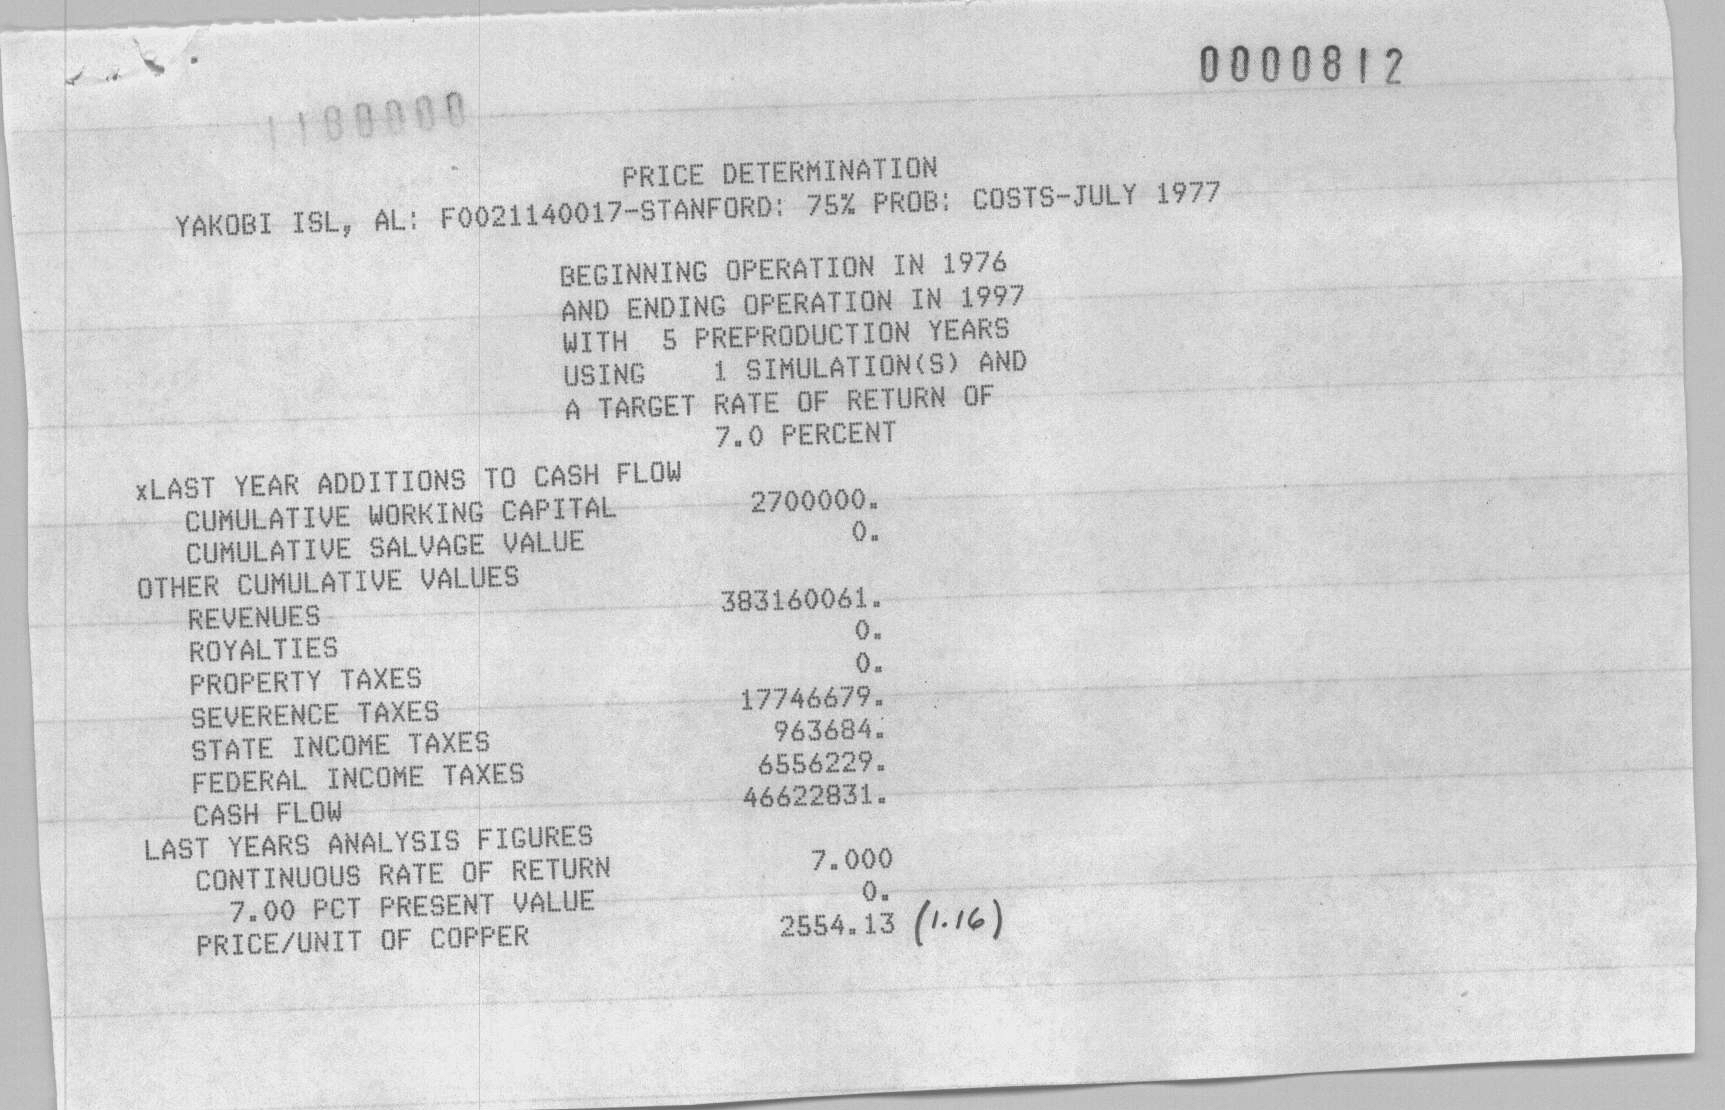 0000812
1180000
PRICE DETERMINATION
YAKOBI ISL, AL: F0021140017-STANFORD: 75% PROB: COSTS-JULY 1977
BEGINNING OPERATION IN 1976
AND ENDING OPERATION IN 1997
WITH 5 PREPRODUCTION YEARS
USING 1 SIMULATION(S) AND
A TARGET RATE OF RETURN OF
7.0 PERCENT
xLAST YEAR ADDITIONS TO CASH FLOW
CUMULATIVE WORKING CAPITAL 2700000.
CUMULATIVE SALVAGE VALUE 0.
OTHER CUMULATIVE VALUES
REVENUES 383160061.
ROYALTIES 0.
PROPERTY TAXES 0.
SEVERENCE TAXES 17746679.
STATE INCOME TAXES 963684.
FEDERAL INCOME TAXES 6556229.
CASH FLOW 46622831.
LAST YEARS ANALYSIS FIGURES
CONTINUOUS RATE OF RETURN 7.000
7.00 PCT PRESENT VALUE 0.
PRICE/UNIT OF COPPER 2554.13 (1.16)